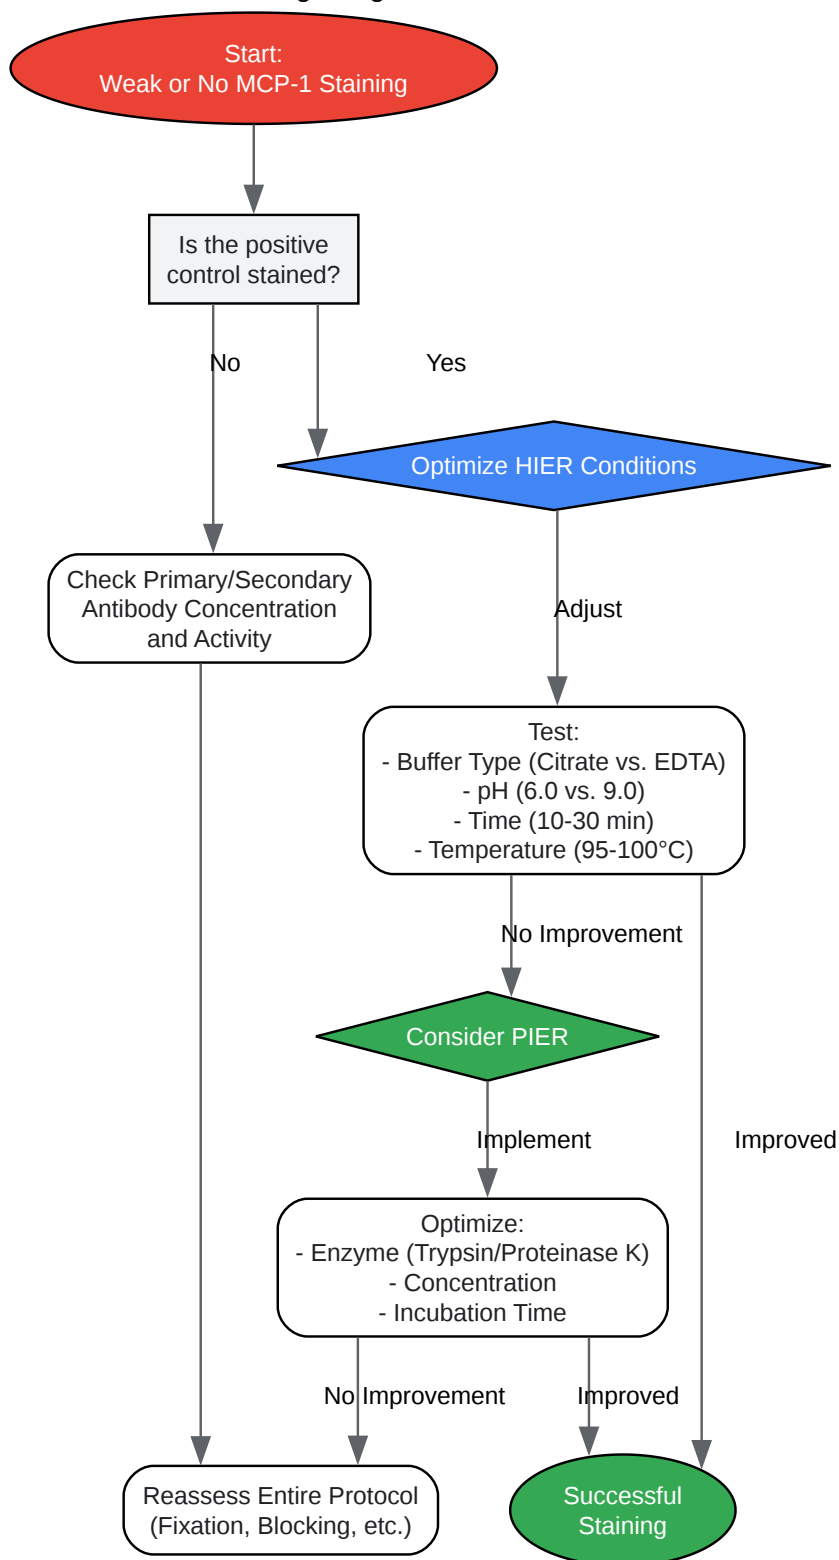 Start:
Weak or No MCP-1 Staining
Is the positive
control stained?
No
Yes
Optimize HIER Conditions
Check Primary/Secondary
Antibody Concentration
and Activity
Adjust
Test:
- Buffer Type (Citrate vs. EDTA)
- pH (6.0 vs. 9.0)
- Time (10-30 min)
- Temperature (95-100°C)
No Improvement
Consider PIER
Implement
Improved
Optimize:
- Enzyme (Trypsin/Proteinase K)
- Concentration
- Incubation Time
No Improvement
Improved
Reassess Entire Protocol
(Fixation, Blocking, etc.)
Successful
Staining